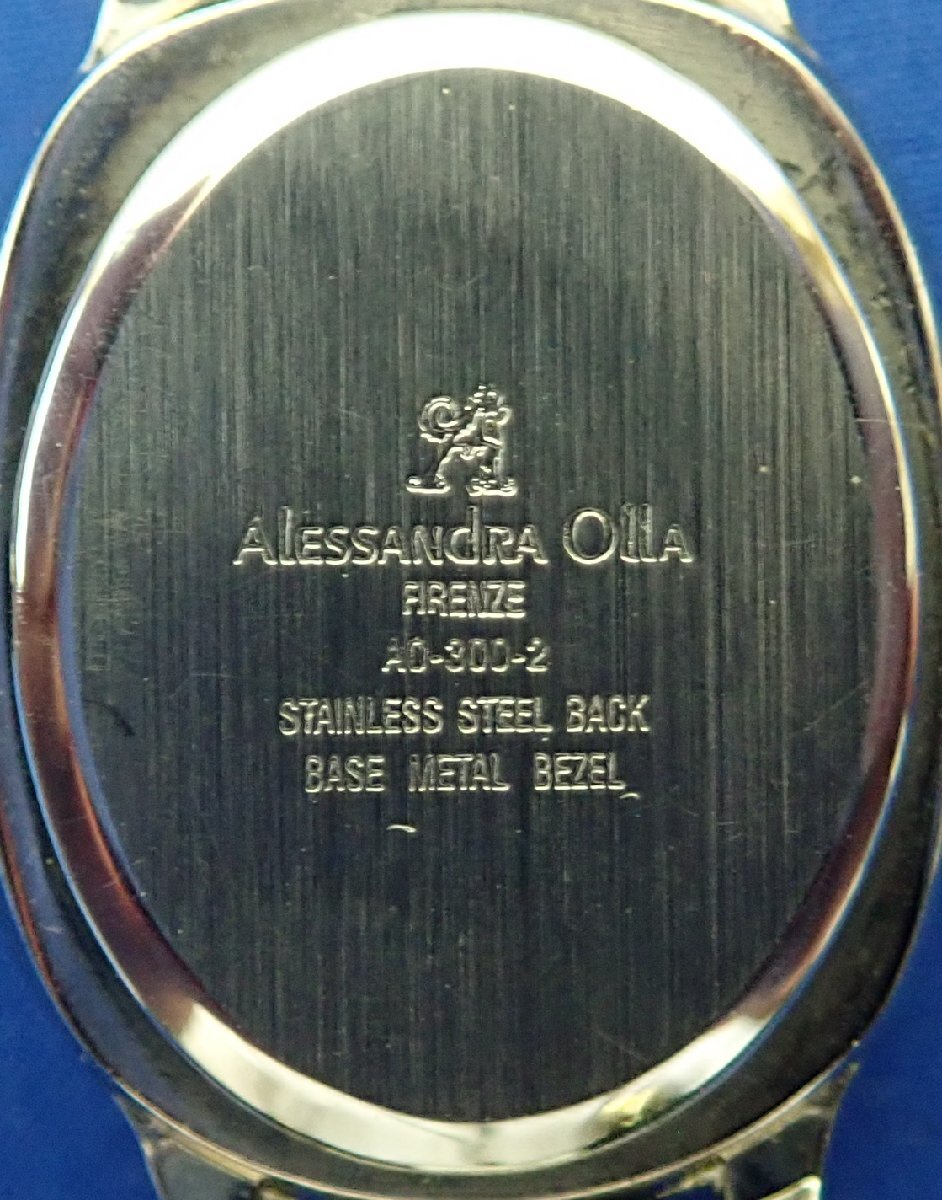 Alessandra Olla
FIRENZE
AO-300-2
STAINLESS STEEL BACK
BASE METAL BEZEL